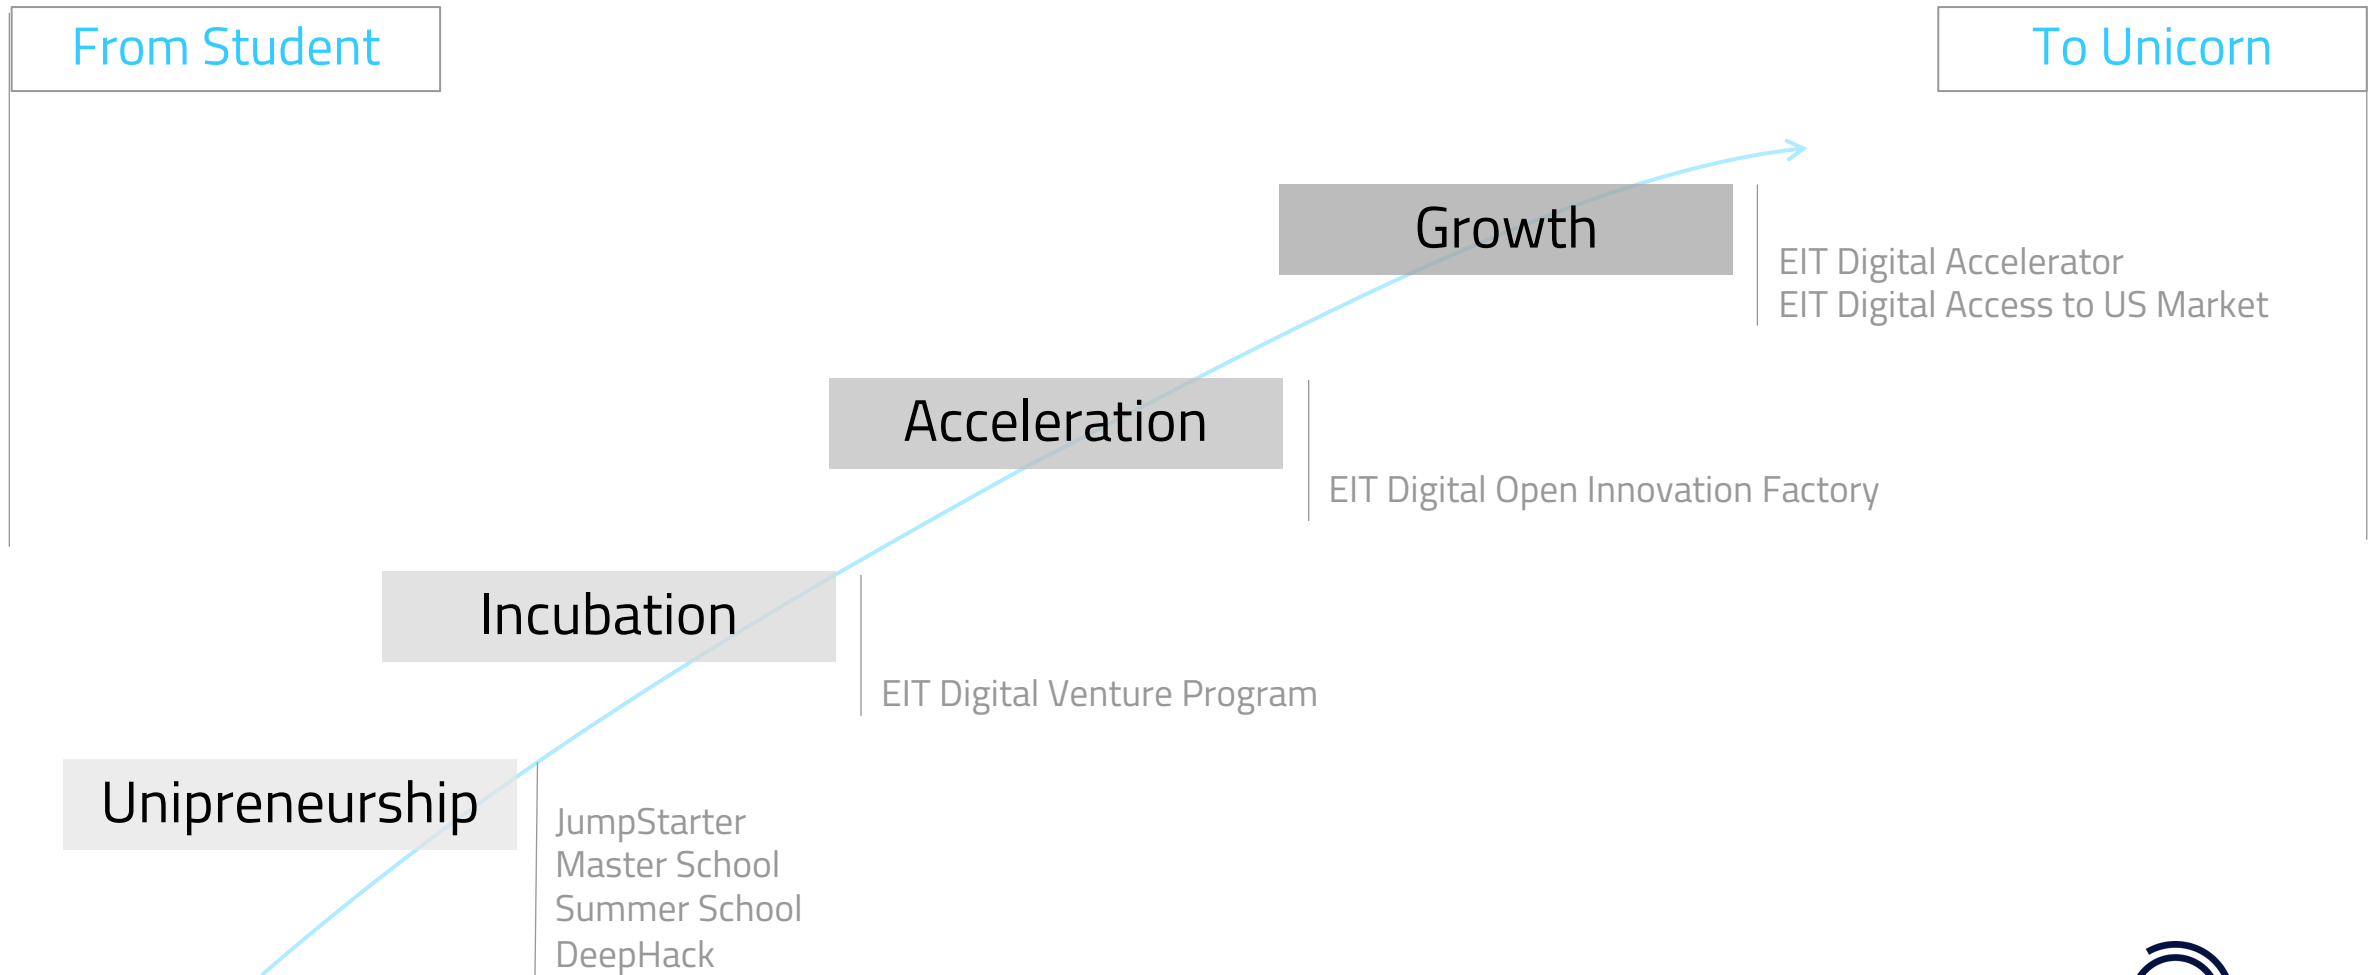 From Student
To Unicorn
Growth
EIT Digital Accelerator
EIT Digital Access to US Market
Acceleration
EIT Digital Open Innovation Factory
Incubation
EIT Digital Venture Program
Unipreneurship
JumpStarter
Master School
Summer School
DeepHack